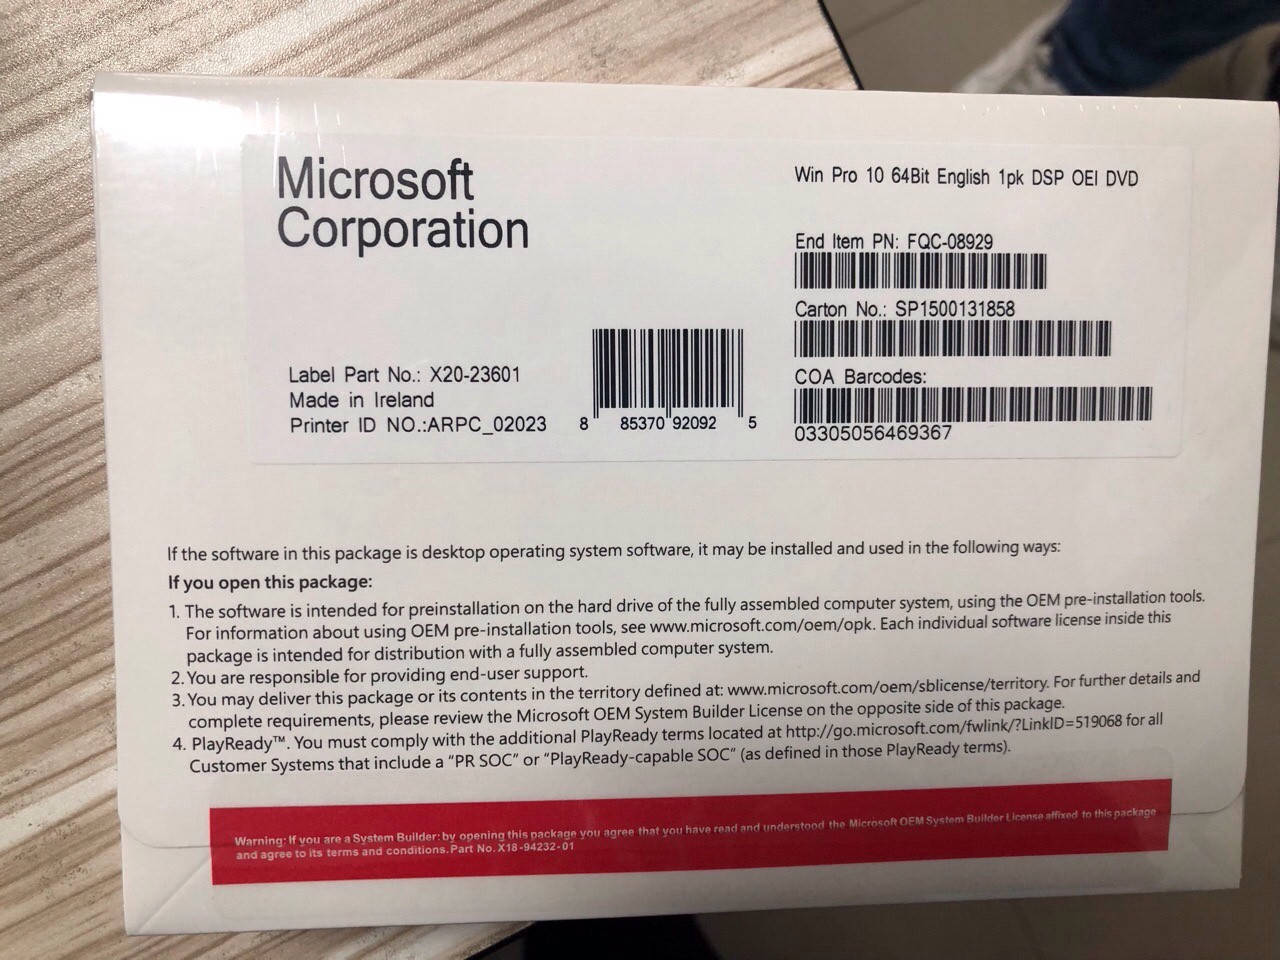 Microsoft
Corporation
Win Pro 10 64Bit English 1pk DSP OEI DVD
End Item PN: FQC-08929
Carton No.: SP1500131858
COA Barcodes:
03305056469367
Label Part No.: X20-23601
Made in Ireland
Printer ID NO.:ARPC_02023
8 85370 92092 5
If the software in this package is desktop operating system software, it may be installed and used in the following ways:
If you open this package:
1. The software is intended for preinstallation on the hard drive of the fully assembled computer system, using the OEM pre-installation tools.
For information about using OEM pre-installation tools, see www.microsoft.com/oem/opk. Each individual software license inside this
package is intended for distribution with a fully assembled computer system.
2. You are responsible for providing end-user support.
3. You may deliver this package or its contents in the territory defined at: www.microsoft.com/oem/sblicense/territory. For further details and
complete requirements, please review the Microsoft OEM System Builder License on the opposite side of this package.
4. PlayReady™. You must comply with the additional PlayReady terms located at http://go.microsoft.com/fwlink/?LinkID=519068 for all
Customer Systems that include a "PR SOC" or "PlayReady-capable SOC" (as defined in those PlayReady terms).
Warning: If you are a System Builder: by opening this package you agree that you have read and understood the Microsoft OEM System Builder License affixed to this package
and agree to its terms and conditions. Part No. X18-94232-01